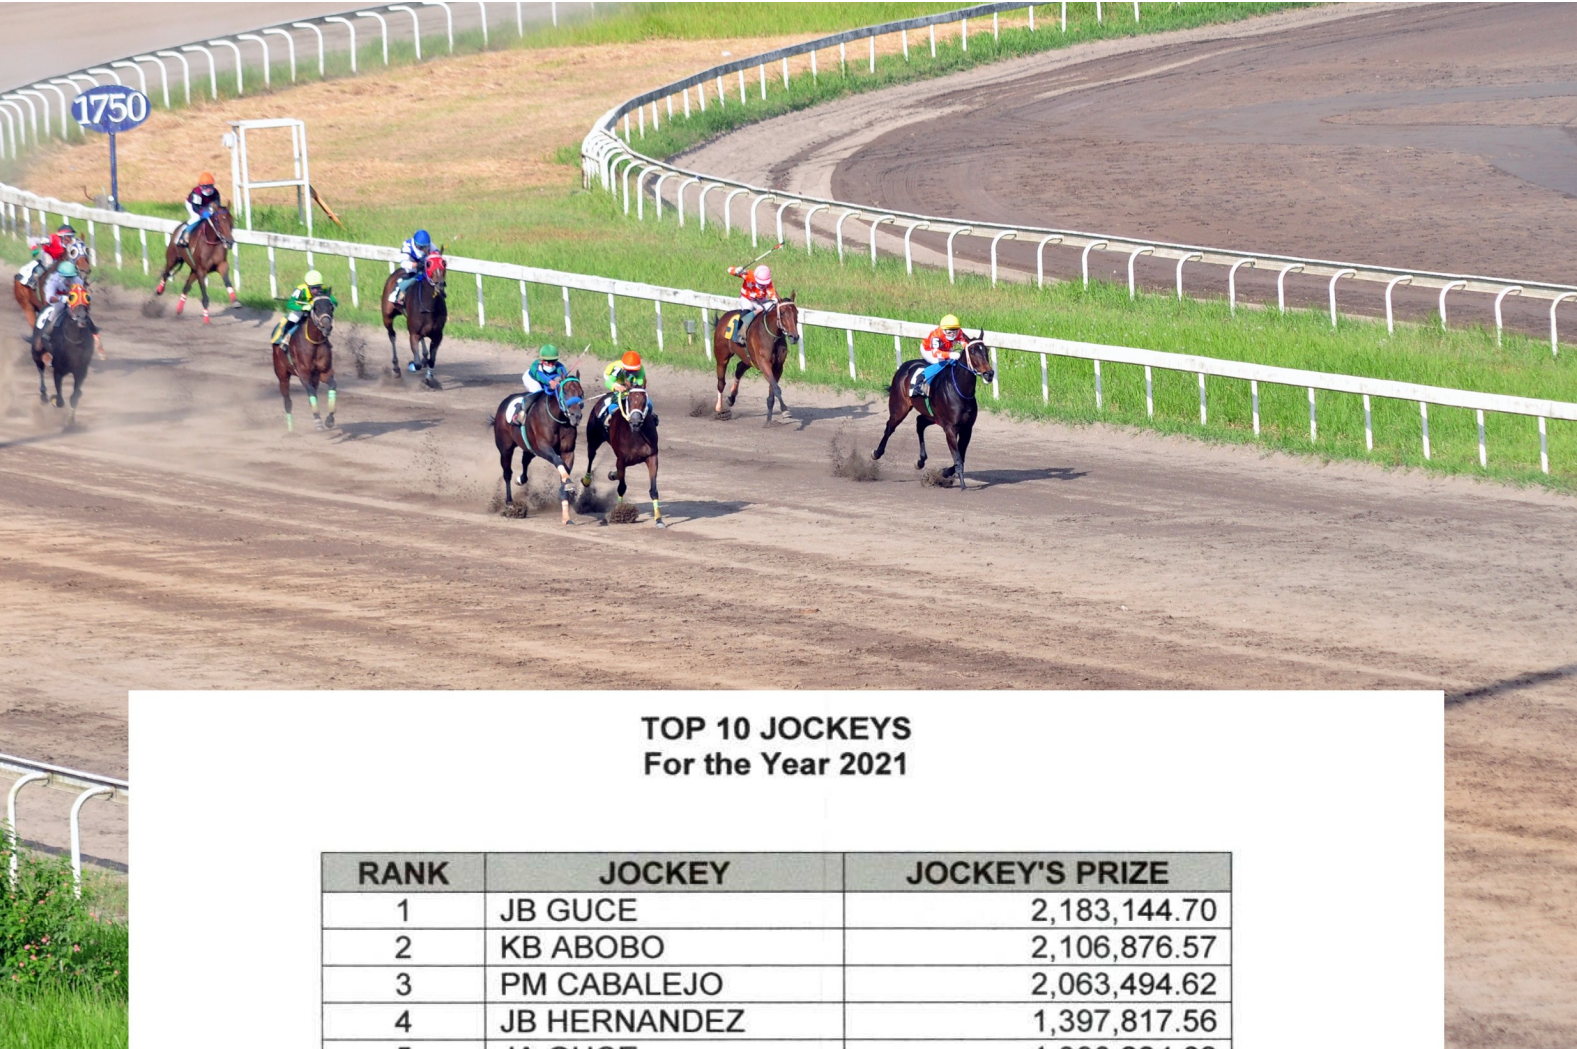 1750
TOP 10 JOCKEYS
For the Year 2021
RANK JOCKEY JOCKEY'S PRIZE
1 JB GUCE 2,183,144.70
2 KB ABOBO 2,106,876.57
3 PM CABALEJO 2,063,494.62
4 JB HERNANDEZ 1,397,817.56